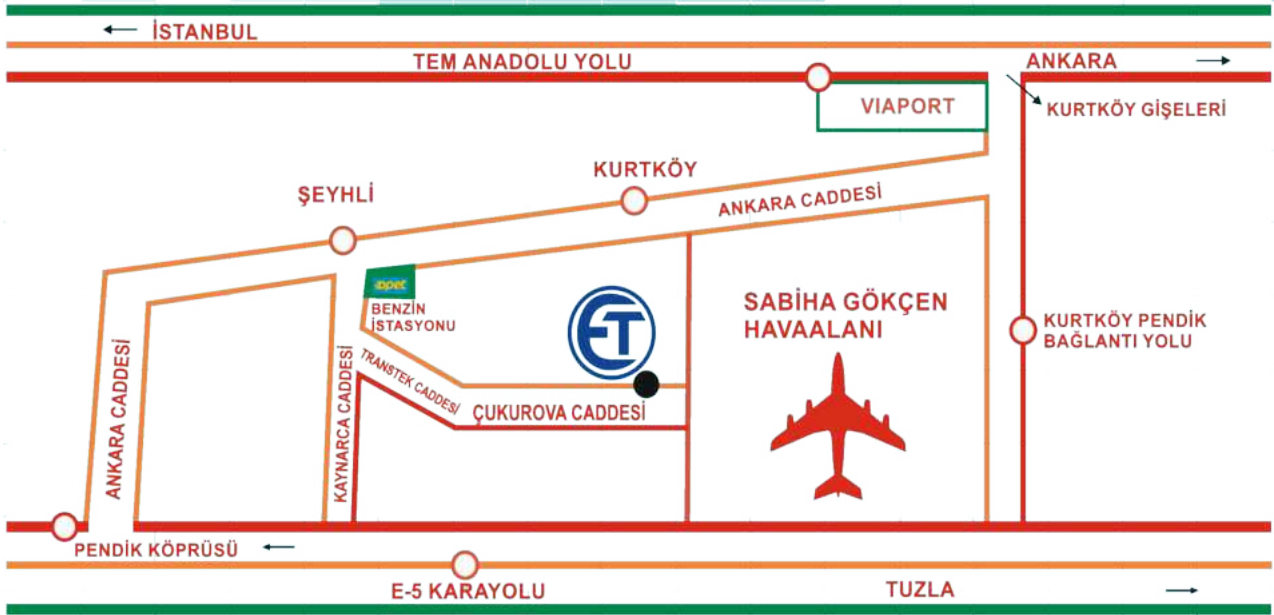 İSTANBUL
TEM ANADOLU YOLU
ANKARA
VIAPORT
KURTKÖY GİŞELERİ
KURTKÖY
ŞEYHLİ
ANKARA CADDESİ
opet
BENZİN
İSTASYONU
ET
SABİHA GÖKÇEN
HAVAALANI
KURTKÖY PENDİK
BAĞLANTI YOLU
ANKARA CADDESİ
KAYNARCA CADDESİ
TRANSTEK CADDESİ
ÇUKUROVA CADDESİ
PENDİK KÖPRÜSÜ
E-5 KARAYOLU
TUZLA